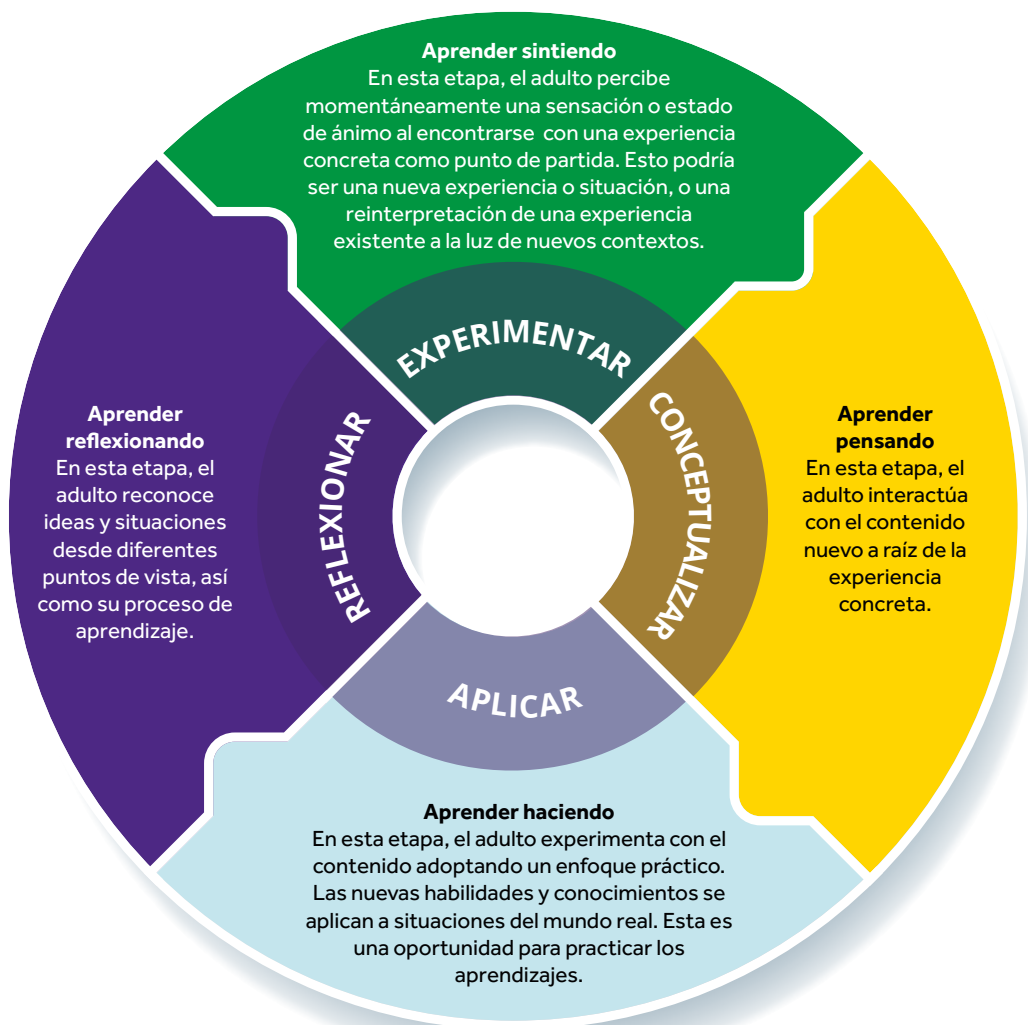 Aprender sintiendo
En esta etapa, el adulto percibe
momentáneamente una sensación o estado
de ánimo al encontrarse con una experiencia
concreta como punto de partida. Esto podría
ser una nueva experiencia o situación, o una
reinterpretación de una experiencia
existente a la luz de nuevos contextos.
EXPERIMENTAR
CONCEPTUALIZAR
Aprender
pensando
En esta etapa, el
adulto interactúa
con el contenido
nuevo a raíz de la
experiencia
concreta.
APLICAR
Aprender haciendo
En esta etapa, el adulto experimenta con el
contenido adoptando un enfoque práctico.
Las nuevas habilidades y conocimientos se
aplican a situaciones del mundo real. Esta es
una oportunidad para practicar los
aprendizajes.
REFLEXIONAR
Aprender
reflexionando
En esta etapa, el
adulto reconoce
ideas y situaciones
desde diferentes
puntos de vista, así
como su proceso de
aprendizaje.